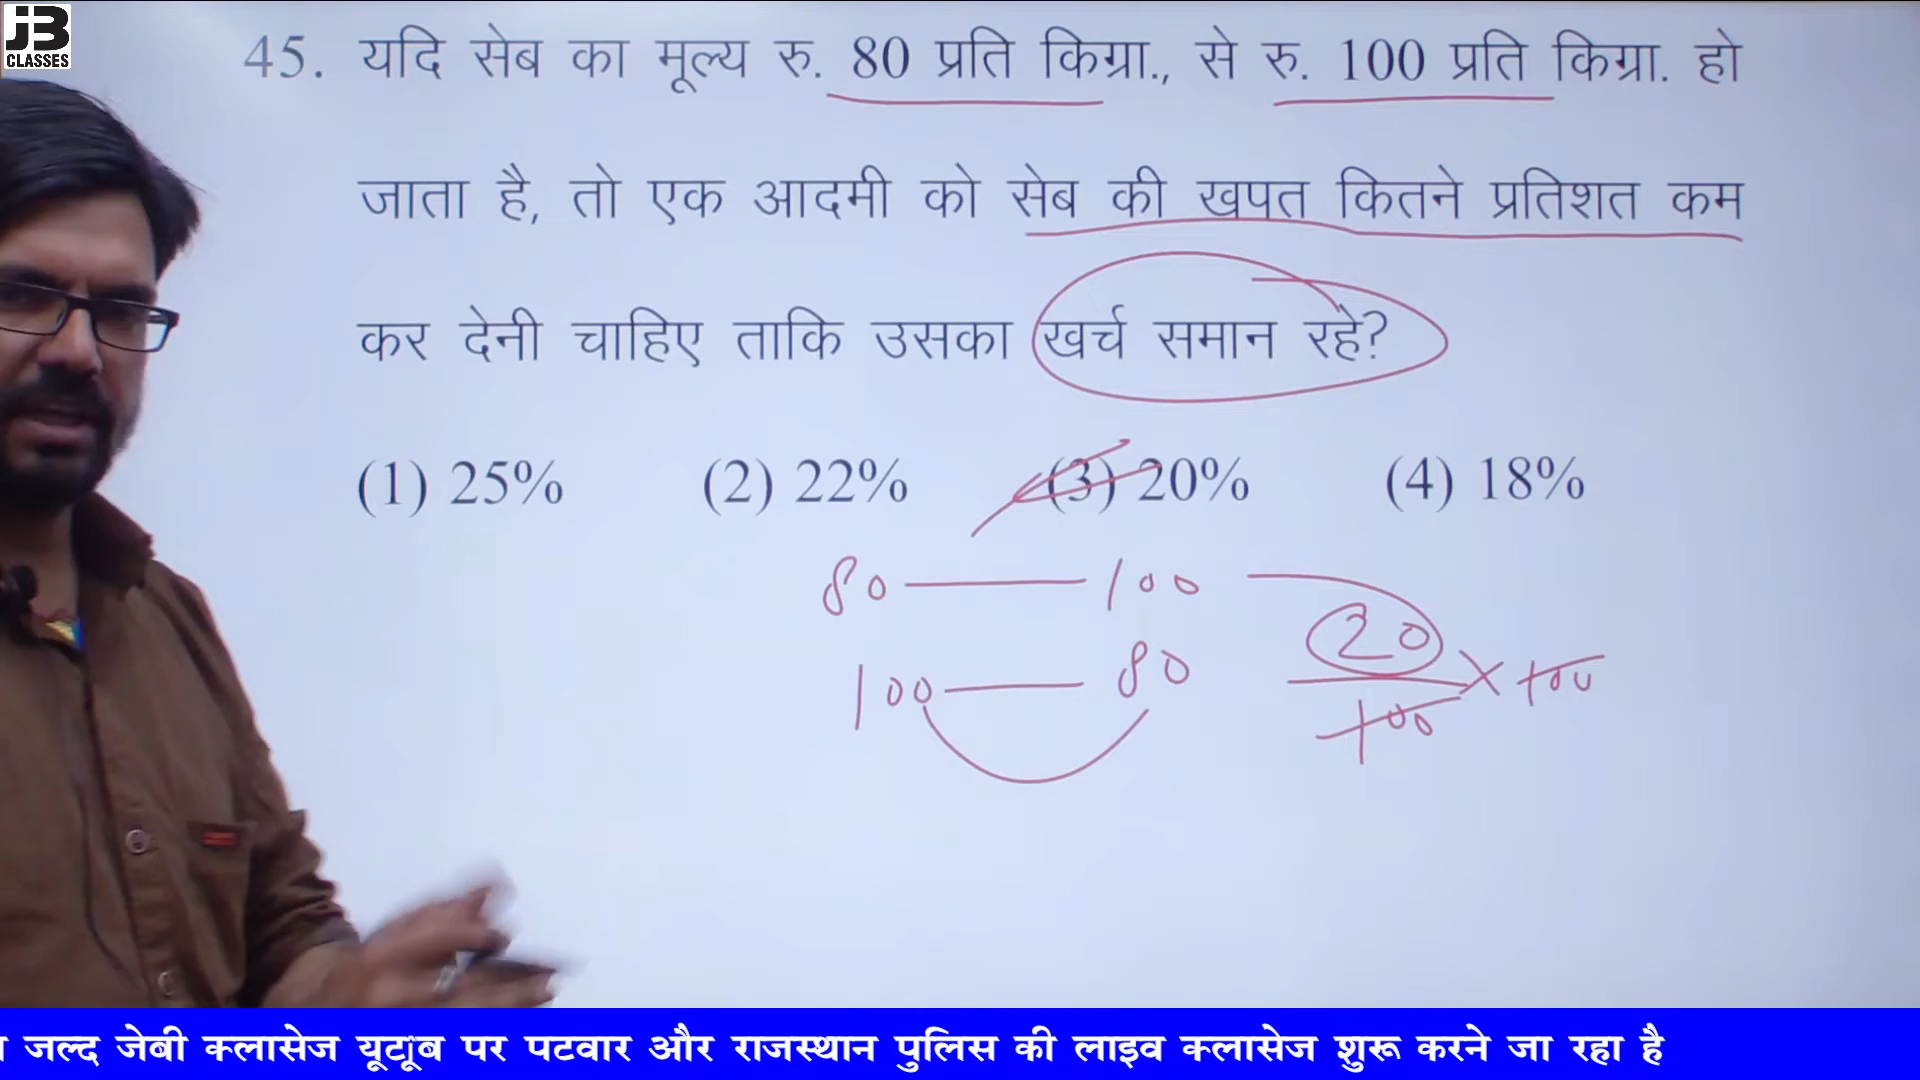 JB
CLASSES
45. यदि सेब का मूल्य रु. 80 प्रति किग्रा., से रु. 100 प्रति किग्रा. हो
जाता है, तो एक आदमी को सेब की खपत कितने प्रतिशत कम
कर देनी चाहिए ताकि उसका खर्च समान रहे?
(1) 25% (2) 22% (3) 20% (4) 18%
80 — 100
100 — 80
20
100 × 100
जल्द जेबी क्लासेज यूट्यूब पर पटवार और राजस्थान पुलिस की लाइव क्लासेज शुरू करने जा रहा है